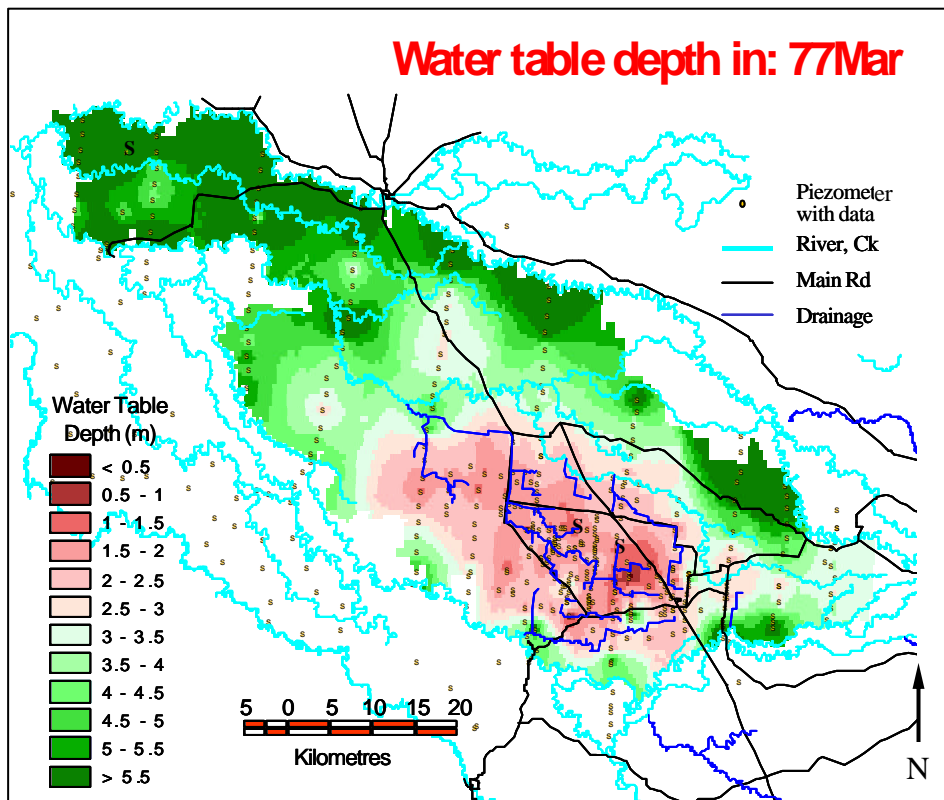 Water table depth in: 77Mar
Piezometer
with data
River, Ck
Main Rd
Drainage
Water Table
Depth (m)
< 0.5
0.5 - 1
1 - 1.5
1.5 - 2
2 - 2.5
2.5 - 3
3 - 3.5
3.5 - 4
4 - 4.5
4.5 - 5
5 - 5.5
> 5.5
5 0 5 10 15 20
Kilometres
N
S
S
S